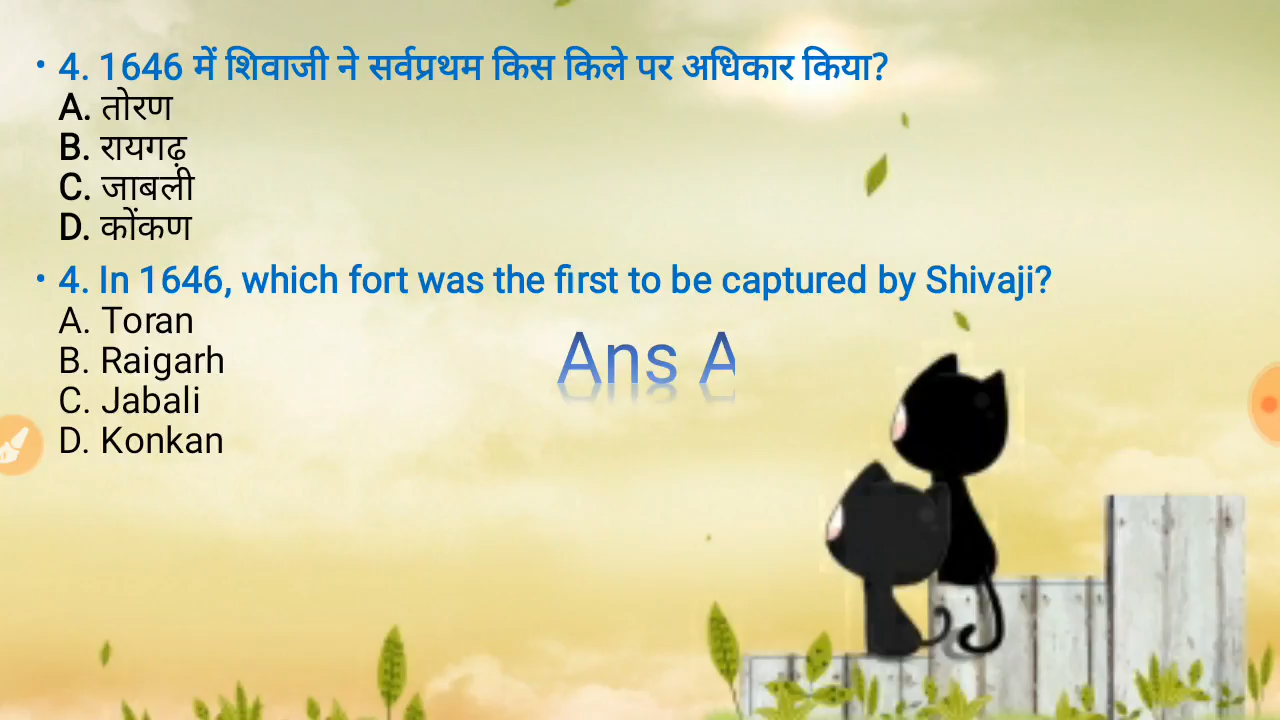 • 4. 1646 में शिवाजी ने सर्वप्रथम किस किले पर अधिकार किया?
A. तोरण
B. रायगढ़
C. जाबली
D. कोंकण
• 4. In 1646, which fort was the first to be captured by Shivaji?
A. Toran
B. Raigarh
C. Jabali
D. Konkan
Ans A